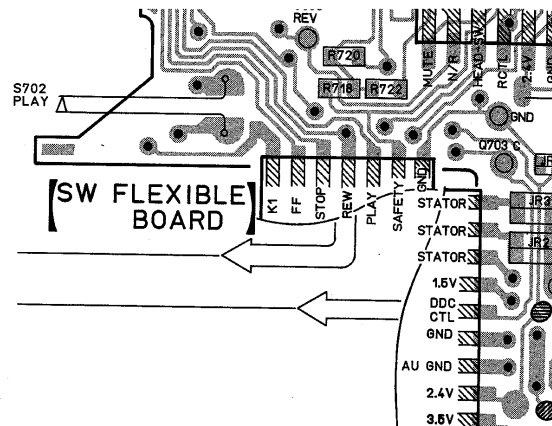 REV
R720
S702
PLAY
R718
R722
MUTE
N/R
HEAD-SW
RCTL
2.4V
GND
GND
Q703 C
K1
FF
STOP
REW
PLAY
SAFETY
GND
[SW FLEXIBLE
BOARD]
STATOR
STATOR
STATOR
1.5V
DDC
CTL
GND
AU GND
2.4V
3.5V
JR
JR3
JR2